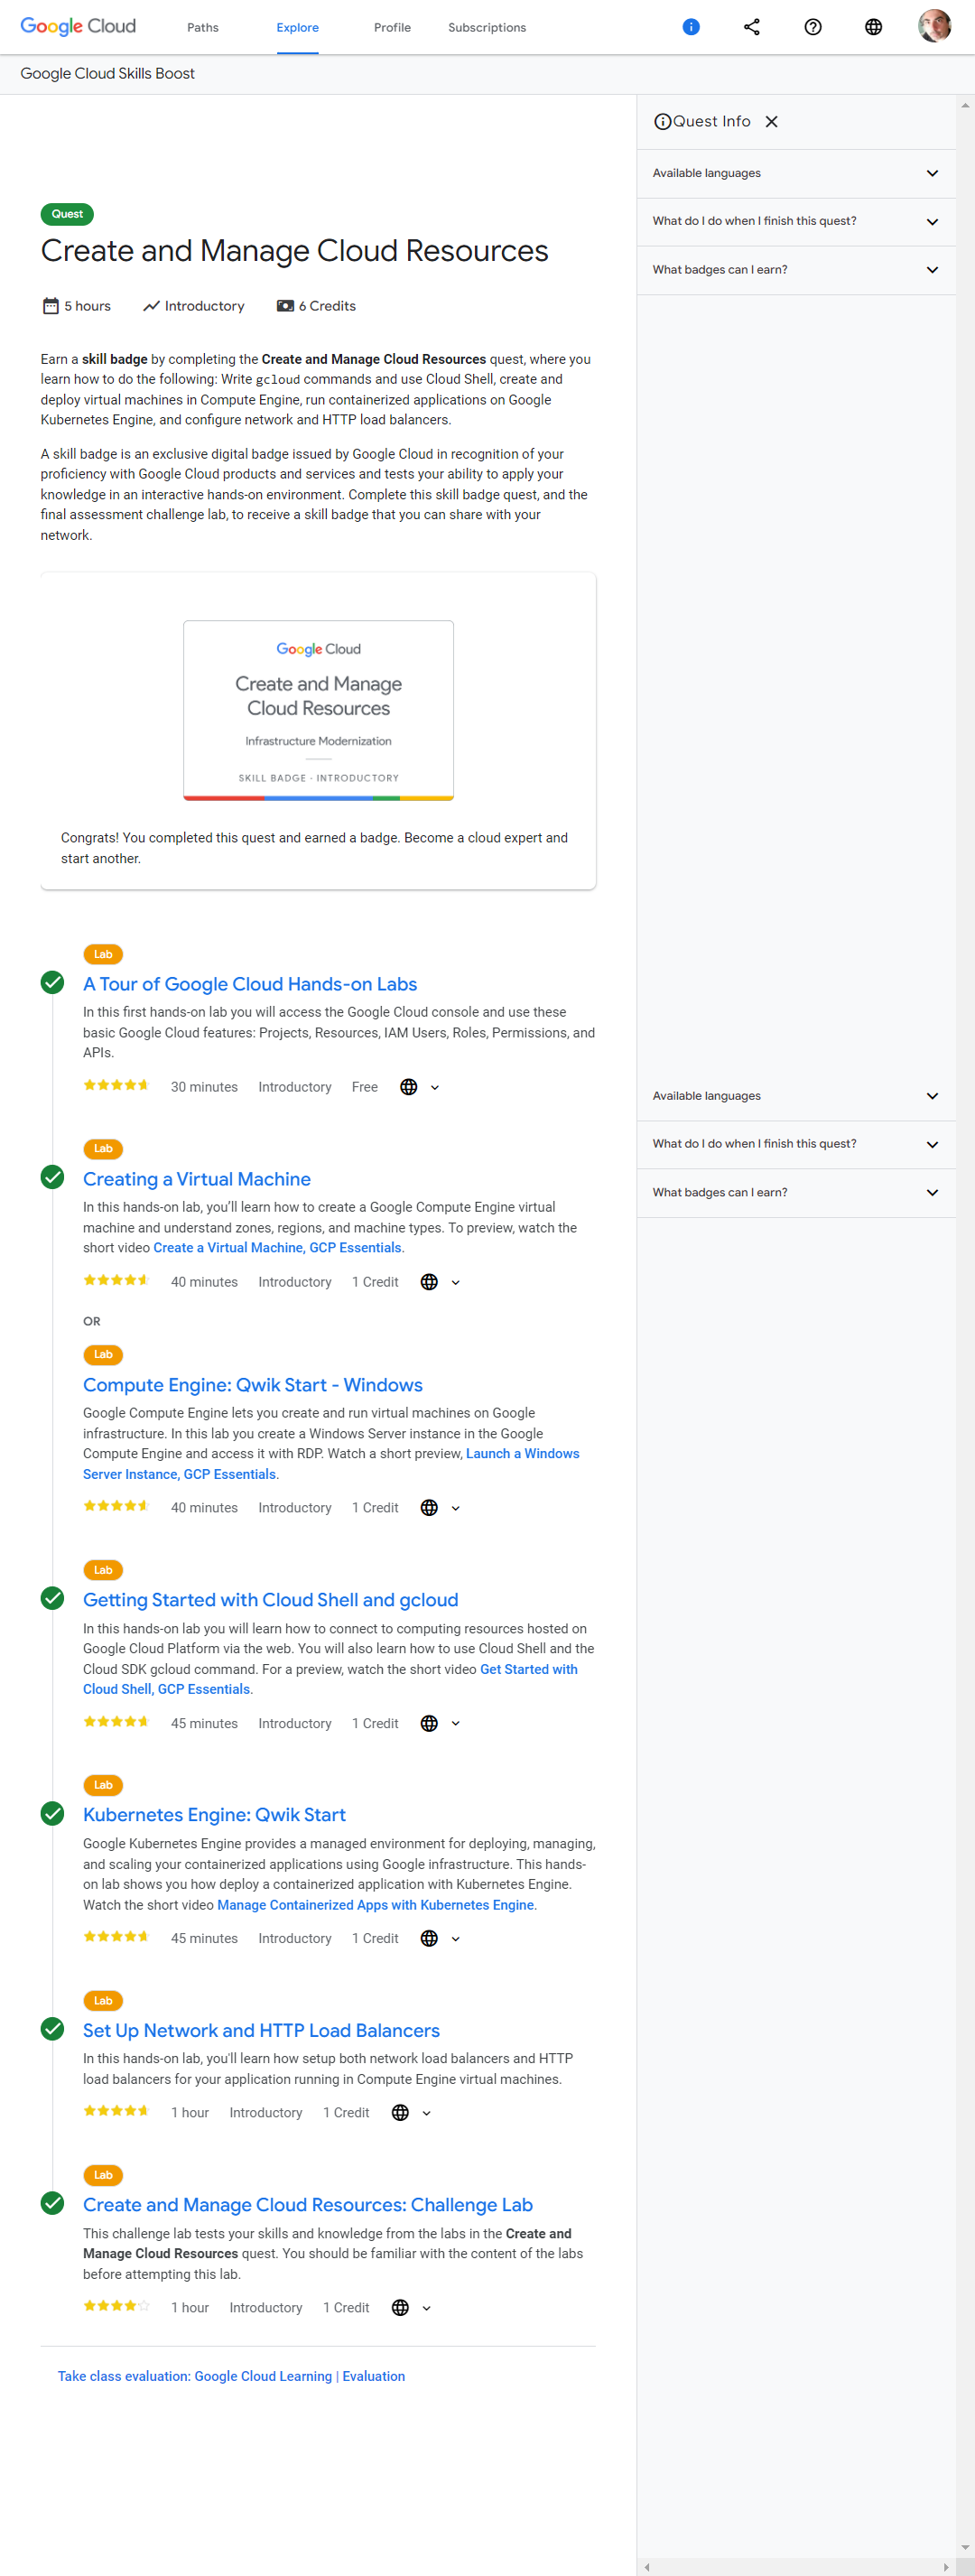 Google Cloud
Paths
Explore
Profile
Subscriptions
Google Cloud Skills Boost
Quest Info
Available languages
What do I do when I finish this quest?
What badges can I earn?
Quest
Create and Manage Cloud Resources
5 hours
Introductory
6 Credits
Earn a skill badge by completing the Create and Manage Cloud Resources quest, where you
learn how to do the following: Write gcloud commands and use Cloud Shell, create and
deploy virtual machines in Compute Engine, run containerized applications on Google
Kubernetes Engine, and configure network and HTTP load balancers.
A skill badge is an exclusive digital badge issued by Google Cloud in recognition of your
proficiency with Google Cloud products and services and tests your ability to apply your
knowledge in an interactive hands-on environment. Complete this skill badge quest, and the
final assessment challenge lab, to receive a skill badge that you can share with your
network.
Google Cloud
Create and Manage
Cloud Resources
Infrastructure Modernization
SKILL BADGE · INTRODUCTORY
Congrats! You completed this quest and earned a badge. Become a cloud expert and
start another.
Lab
A Tour of Google Cloud Hands-on Labs
In this first hands-on lab you will access the Google Cloud console and use these
basic Google Cloud features: Projects, Resources, IAM Users, Roles, Permissions, and
APIs.
30 minutes
Introductory
Free
Available languages
What do I do when I finish this quest?
What badges can I earn?
Lab
Creating a Virtual Machine
In this hands-on lab, you’ll learn how to create a Google Compute Engine virtual
machine and understand zones, regions, and machine types. To preview, watch the
short video Create a Virtual Machine, GCP Essentials.
40 minutes
Introductory
1 Credit
OR
Lab
Compute Engine: Qwik Start - Windows
Google Compute Engine lets you create and run virtual machines on Google
infrastructure. In this lab you create a Windows Server instance in the Google
Compute Engine and access it with RDP. Watch a short preview, Launch a Windows
Server Instance, GCP Essentials.
40 minutes
Introductory
1 Credit
Lab
Getting Started with Cloud Shell and gcloud
In this hands-on lab you will learn how to connect to computing resources hosted on
Google Cloud Platform via the web. You will also learn how to use Cloud Shell and the
Cloud SDK gcloud command. For a preview, watch the short video Get Started with
Cloud Shell, GCP Essentials.
45 minutes
Introductory
1 Credit
Lab
Kubernetes Engine: Qwik Start
Google Kubernetes Engine provides a managed environment for deploying, managing,
and scaling your containerized applications using Google infrastructure. This hands-
on lab shows you how deploy a containerized application with Kubernetes Engine.
Watch the short video Manage Containerized Apps with Kubernetes Engine.
45 minutes
Introductory
1 Credit
Lab
Set Up Network and HTTP Load Balancers
In this hands-on lab, you'll learn how setup both network load balancers and HTTP
load balancers for your application running in Compute Engine virtual machines.
1 hour
Introductory
1 Credit
Lab
Create and Manage Cloud Resources: Challenge Lab
This challenge lab tests your skills and knowledge from the labs in the Create and
Manage Cloud Resources quest. You should be familiar with the content of the labs
before attempting this lab.
1 hour
Introductory
1 Credit
Take class evaluation: Google Cloud Learning | Evaluation